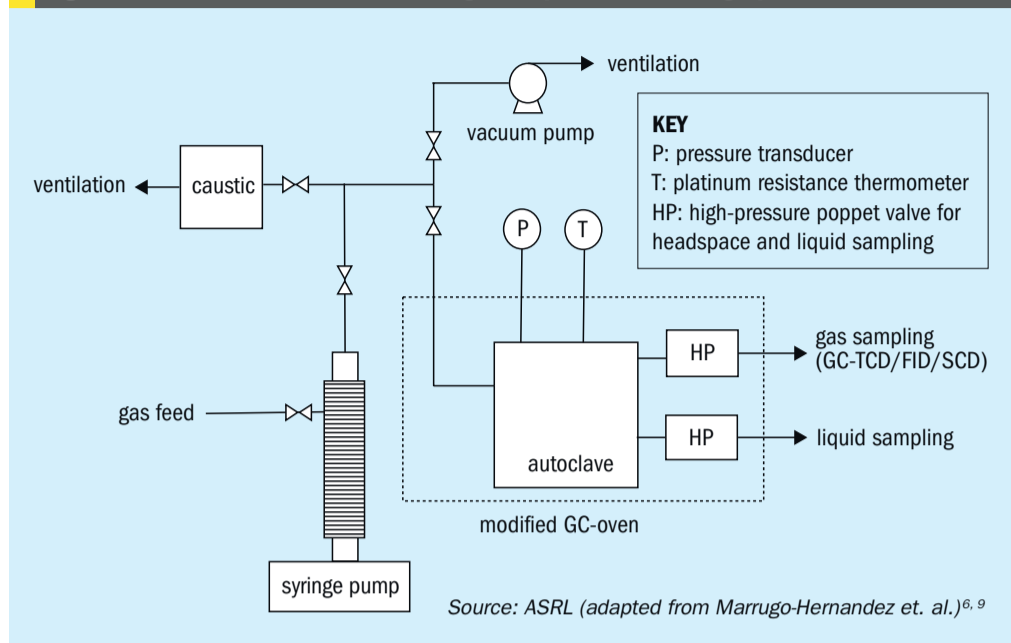 ventilation
vacuum pump
KEY
P: pressure transducer
T: platinum resistance thermometer
HP: high-pressure poppet valve for
headspace and liquid sampling
ventilation
caustic
P
T
HP
gas sampling
(GC-TCD/FID/SCD)
gas feed
HP
liquid sampling
autoclave
modified GC-oven
syringe pump
Source: ASRL (adapted from Marrugo-Hernandez et. al.)6, 9